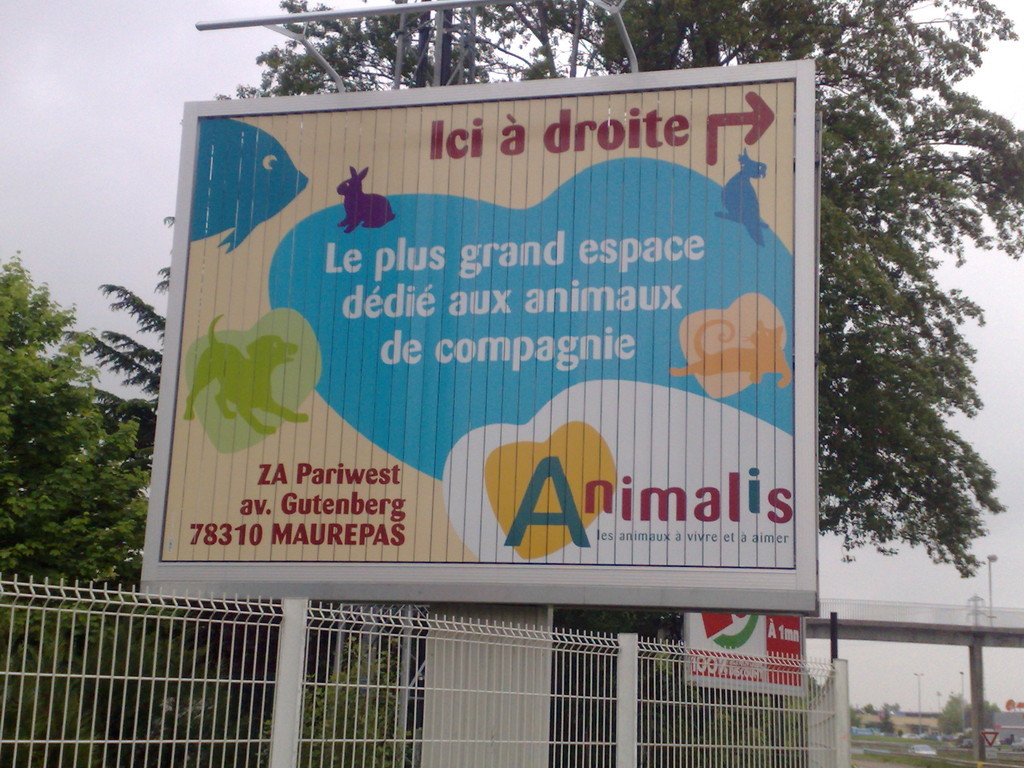 Ici à droite
Le plus grand espace
dédié aux animaux
de compagnie
ZA Pariwest
av. Gutenberg
78310 MAUREPAS
Animalis
les animaux à vivre et à aimer
À 1mn